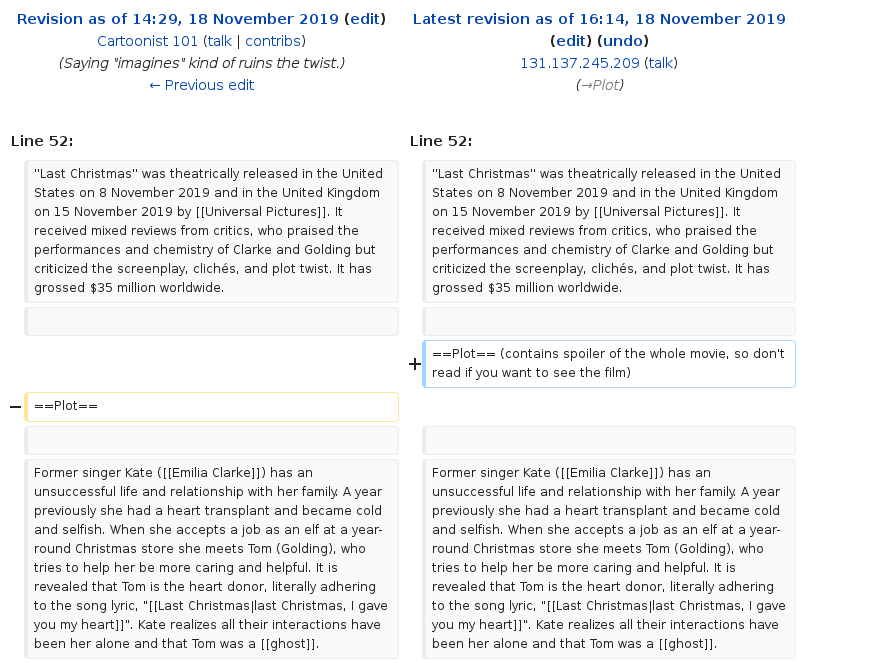 Revision as of 14:29, 18 November 2019 (edit)
Cartoonist 101 (talk | contribs)
(Saying "imagines" kind of ruins the twist.)
← Previous edit
Latest revision as of 16:14, 18 November 2019
(edit) (undo)
131.137.245.209 (talk)
(→Plot)
Line 52:
Line 52:
"Last Christmas" was theatrically released in the United
States on 8 November 2019 and in the United Kingdom
on 15 November 2019 by [[Universal Pictures]]. It
received mixed reviews from critics, who praised the
performances and chemistry of Clarke and Golding but
criticized the screenplay, clichés, and plot twist. It has
grossed $35 million worldwide.
"Last Christmas" was theatrically released in the United
States on 8 November 2019 and in the United Kingdom
on 15 November 2019 by [[Universal Pictures]]. It
received mixed reviews from critics, who praised the
performances and chemistry of Clarke and Golding but
criticized the screenplay, clichés, and plot twist. It has
grossed $35 million worldwide.
+
==Plot== (contains spoiler of the whole movie, so don't
read if you want to see the film)
−
==Plot==
Former singer Kate ([[Emilia Clarke]]) has an
unsuccessful life and relationship with her family. A year
previously she had a heart transplant and became cold
and selfish. When she accepts a job as an elf at a year-
round Christmas store she meets Tom (Golding), who
tries to help her be more caring and helpful. It is
revealed that Tom is the heart donor, literally adhering
to the song lyric, "[[Last Christmas|last Christmas, I gave
you my heart]]". Kate realizes all their interactions have
been her alone and that Tom was a [[ghost]].
Former singer Kate ([[Emilia Clarke]]) has an
unsuccessful life and relationship with her family. A year
previously she had a heart transplant and became cold
and selfish. When she accepts a job as an elf at a year-
round Christmas store she meets Tom (Golding), who
tries to help her be more caring and helpful. It is
revealed that Tom is the heart donor, literally adhering
to the song lyric, "[[Last Christmas|last Christmas, I gave
you my heart]]". Kate realizes all their interactions have
been her alone and that Tom was a [[ghost]].